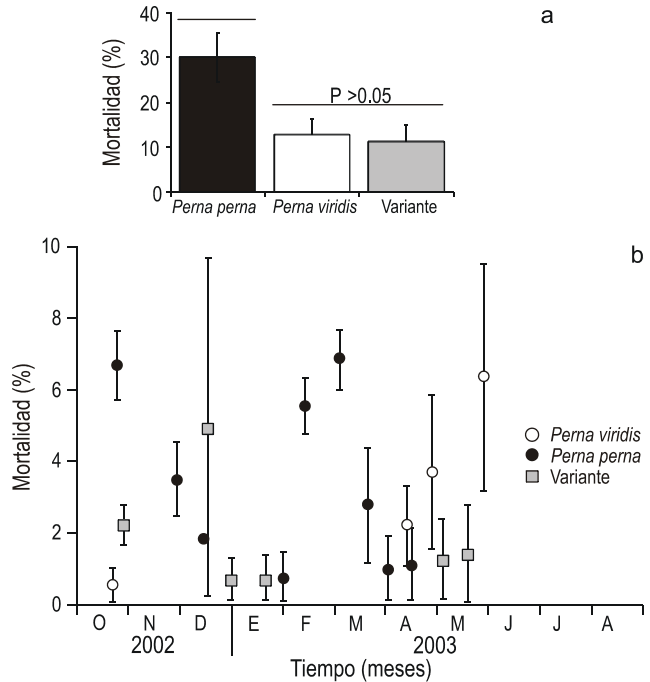 a
40
30
20
10
0
Mortalidad (%)
P >0.05
Perna perna Perna viridis Variante
b
10
8
6
4
2
0
Mortalidad (%)
Perna viridis
Perna perna
Variante
O N D E F M A M J J A
2002 2003
Tiempo (meses)